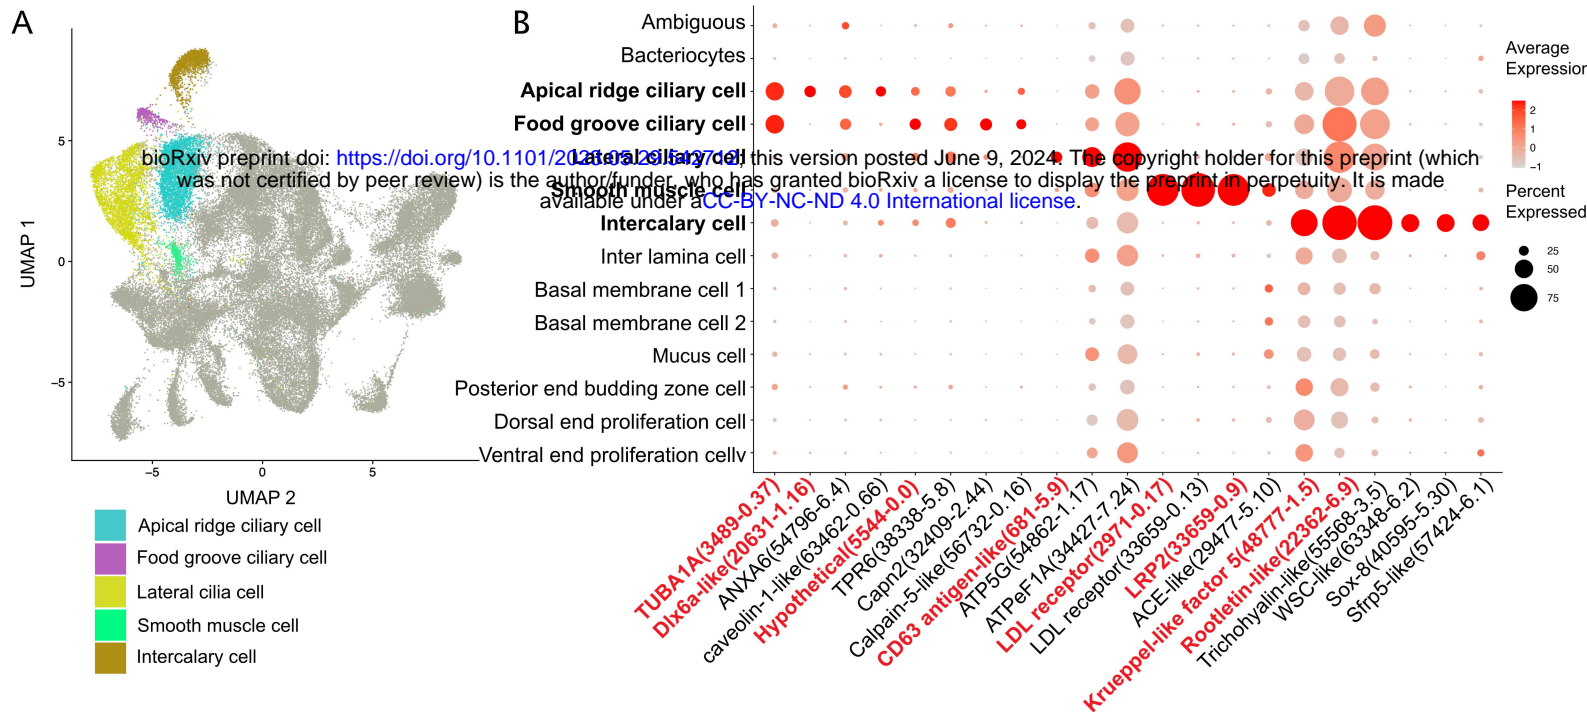 A
B
UMAP 1
5
0
−5
−5
0
5
UMAP 2
Apical ridge ciliary cell
Food groove ciliary cell
Lateral cilia cell
Smooth muscle cell
Intercalary cell
Ambiguous
Bacteriocytes
Apical ridge ciliary cell
Food groove ciliary cell
Lateral ciliary cell
Smooth muscle cell
Intercalary cell
Inter lamina cell
Basal membrane cell 1
Basal membrane cell 2
Mucus cell
Posterior end budding zone cell
Dorsal end proliferation cell
Ventral end proliferation cellv
bioRxiv preprint doi: https://doi.org/10.1101/; this version posted June 9, 2024. The copyright holder for this preprint (which
was not certified by peer review) is the author/funder, who has granted bioRxiv a license to display the preprint in perpetuity. It is made
available under aCC-BY-NC-ND 4.0 International license.
TUBA1A(3489-0.37)
Dlx6a-like(20631-1.16)
ANXA6(54796-6.4)
caveolin-1-like(63462-0.66)
Hypothetical(5544-0.0)
TPR6(38338-5.8)
Capn2(32409-2.44)
Calpain-5-like(56732-0.16)
CD63 antigen-like(681-5.9)
ATP5G(54862-1.17)
ATPeF1A(34427-7.24)
LDL receptor(2971-0.17)
LDL receptor(33659-0.13)
LRP2(33659-0.9)
ACE-like(29477-5.10)
Krueppel-like factor 5(48777-1.5)
Rootletin-like(22362-6.9)
Trichohyalin-like(55568-3.5)
WSC-like(63348-6.2)
Sox-8(40595-5.30)
Sfrp5-like(57424-6.1)
Average
Expression
2
1
0
−1
Percent
Expressed
25
50
75